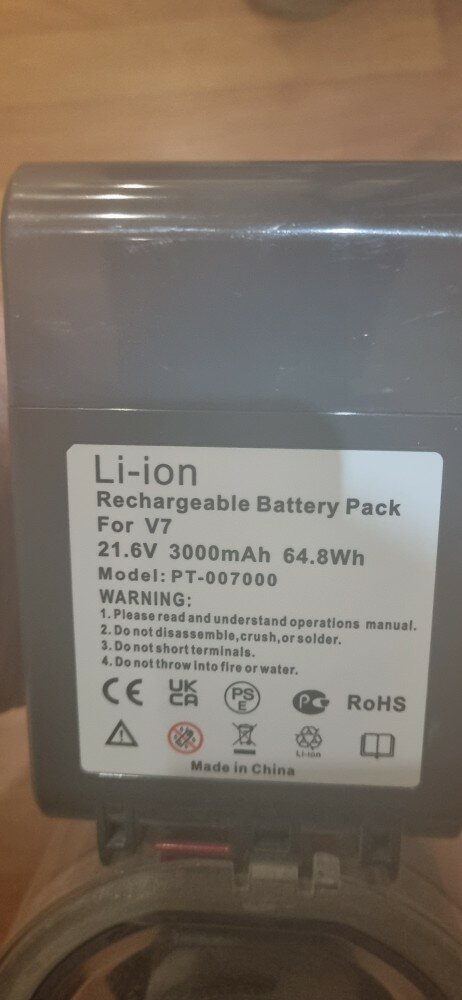 Li-ion
Rechargeable Battery Pack
For V7
21.6V 3000mAh 64.8Wh
Model: PT-007000
WARNING:
1. Please read and understand operations manual.
2. Do not disassemble,crush,or solder.
3. Do not short terminals.
4. Do not throw into fire or water.
CE UK CA PS E PC RoHS
Li-ion
Made in China